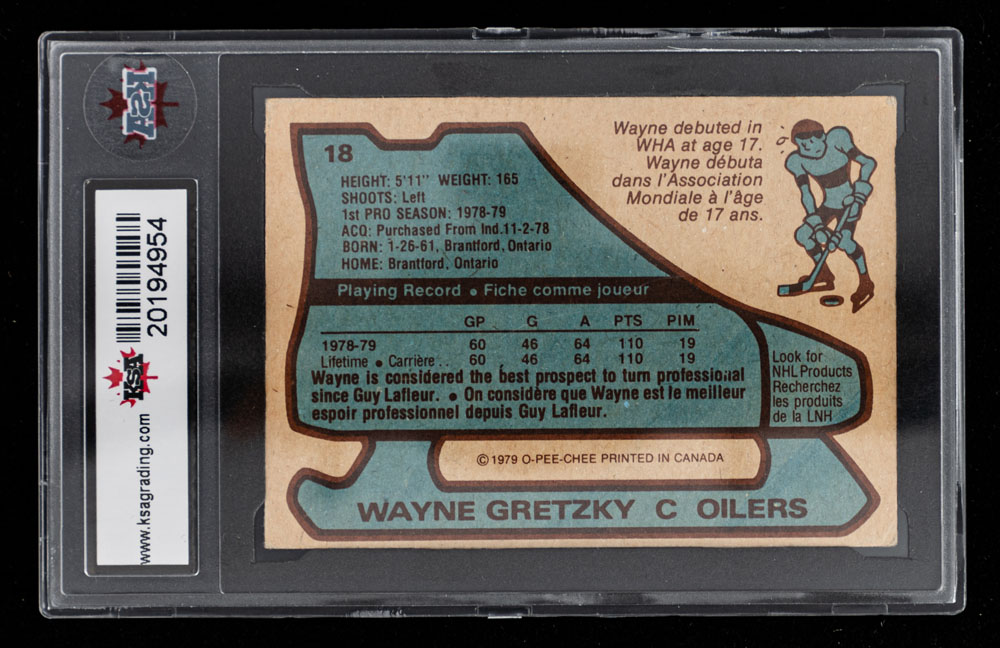 KSA
20194954
KSA
www.ksagrading.com
18
HEIGHT: 5'11" WEIGHT: 165
SHOOTS: Left
1st PRO SEASON: 1978-79
ACQ: Purchased From Ind.11-2-78
BORN: 1-26-61, Brantford, Ontario
HOME: Brantford, Ontario
Wayne debuted in
WHA at age 17.
Wayne débuta
dans l'Association
Mondiale à l'âge
de 17 ans.
Playing Record • Fiche comme joueur
GP G A PTS PIM
1978-79 60 46 64 110 19
Lifetime • Carrière.. 60 46 64 110 19
Wayne is considered the best prospect to turn professional
since Guy Lafleur. • On considère que Wayne est le meilleur
espoir professionnel depuis Guy Lafleur.
Look for
NHL Products
Recherchez
les produits
de la LNH
© 1979 O-PEE-CHEE PRINTED IN CANADA
WAYNE GRETZKY C OILERS